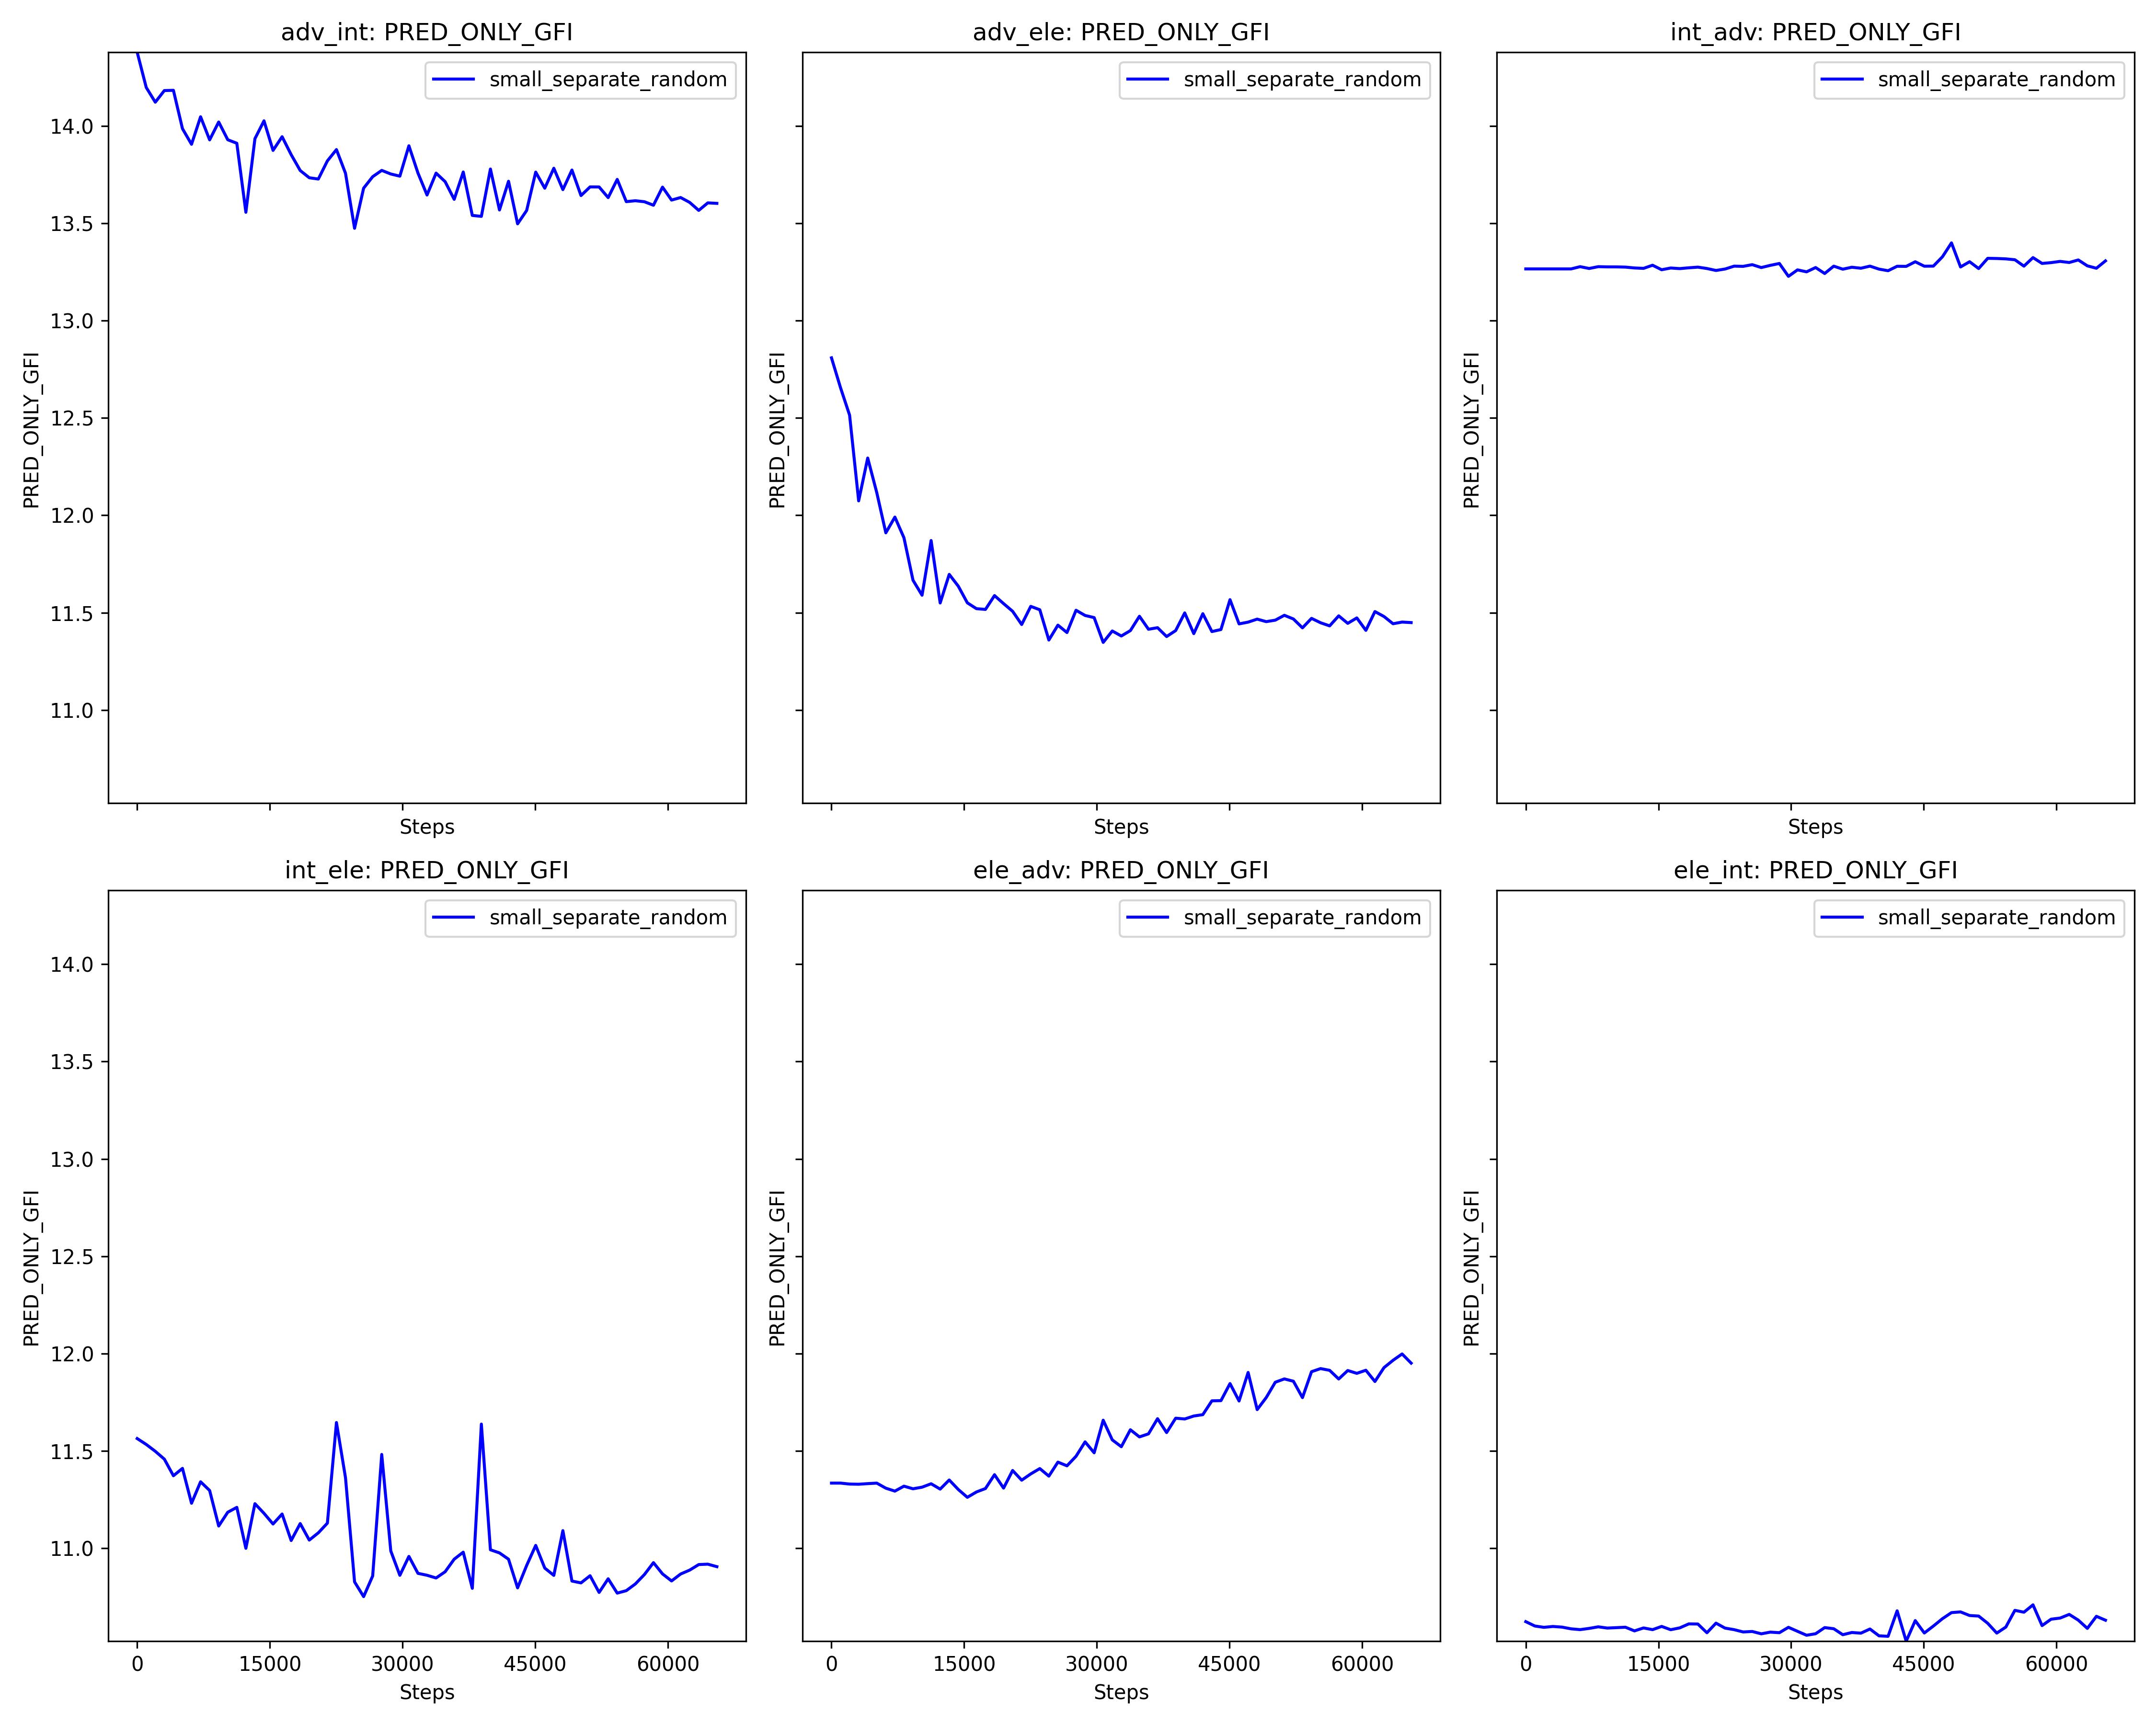 adv_int: PRED_ONLY_GFI
adv_ele: PRED_ONLY_GFI
int_adv: PRED_ONLY_GFI
small_separate_random
small_separate_random
small_separate_random
14.0
13.5
13.0
12.5
12.0
11.5
11.0
PRED_ONLY_GFI
PRED_ONLY_GFI
PRED_ONLY_GFI
Steps
Steps
Steps
int_ele: PRED_ONLY_GFI
ele_adv: PRED_ONLY_GFI
ele_int: PRED_ONLY_GFI
small_separate_random
small_separate_random
small_separate_random
14.0
13.5
13.0
12.5
12.0
11.5
11.0
PRED_ONLY_GFI
PRED_ONLY_GFI
PRED_ONLY_GFI
0 15000 30000 45000 60000
0 15000 30000 45000 60000
0 15000 30000 45000 60000
Steps
Steps
Steps